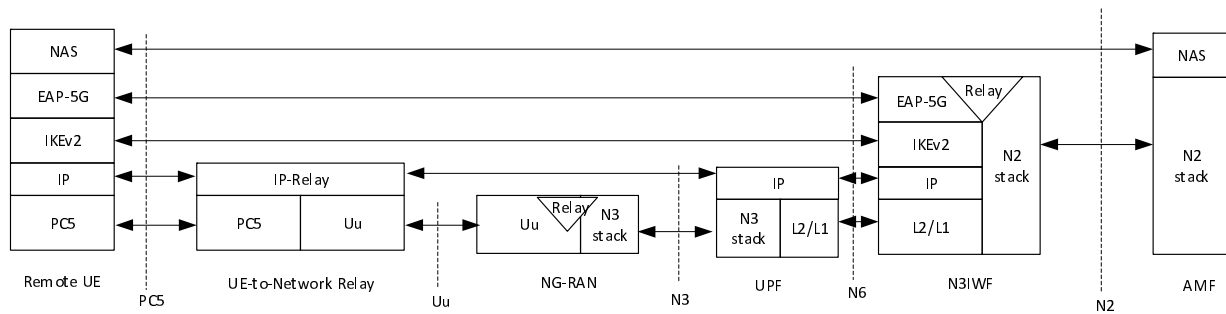 NAS
EAP-5G
IKEv2
IP
PC5
Remote UE
PC5
IP-Relay
PC5
Uu
UE-to-Network Relay
Uu
Uu
Relay
N3
stack
NG-RAN
N3
IP
N3
stack
L2/L1
UPF
N6
EAP-5G
Relay
IKEv2
IP
L2/L1
N2
stack
N3IWF
N2
NAS
N2
stack
AMF